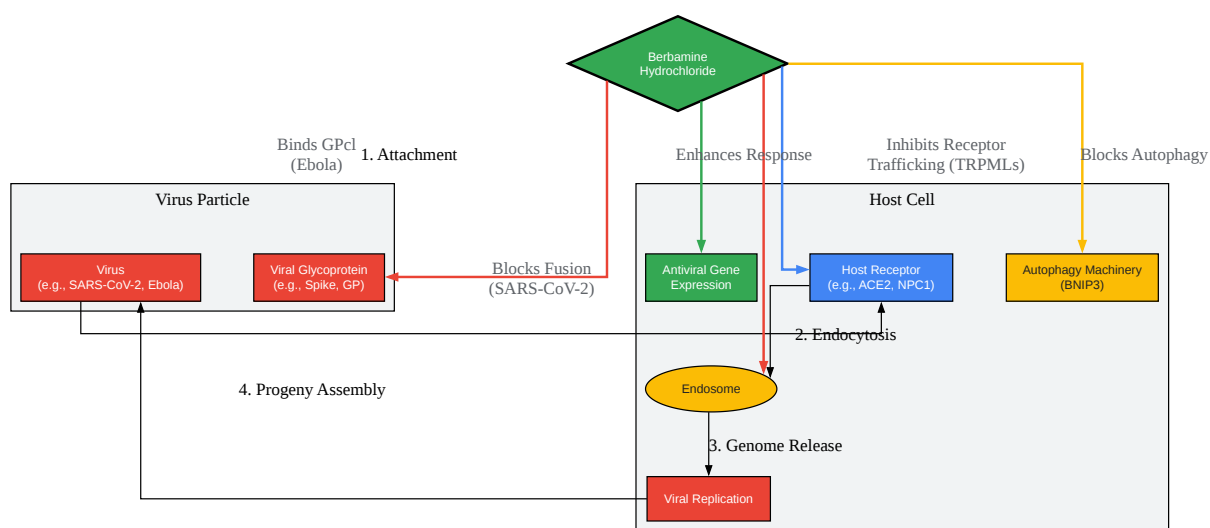 Berbamine
Hydrochloride
Binds GPcl
(Ebola)
1. Attachment
Enhances Response
Inhibits Receptor
Trafficking (TRPMLs)
Blocks Autophagy
Virus Particle
Host Cell
Virus
(e.g., SARS-CoV-2, Ebola)
Viral Glycoprotein
(e.g., Spike, GP)
Blocks Fusion
(SARS-CoV-2)
Antiviral Gene
Expression
Host Receptor
(e.g., ACE2, NPC1)
Autophagy Machinery
(BNIP3)
2. Endocytosis
4. Progeny Assembly
Endosome
3. Genome Release
Viral Replication